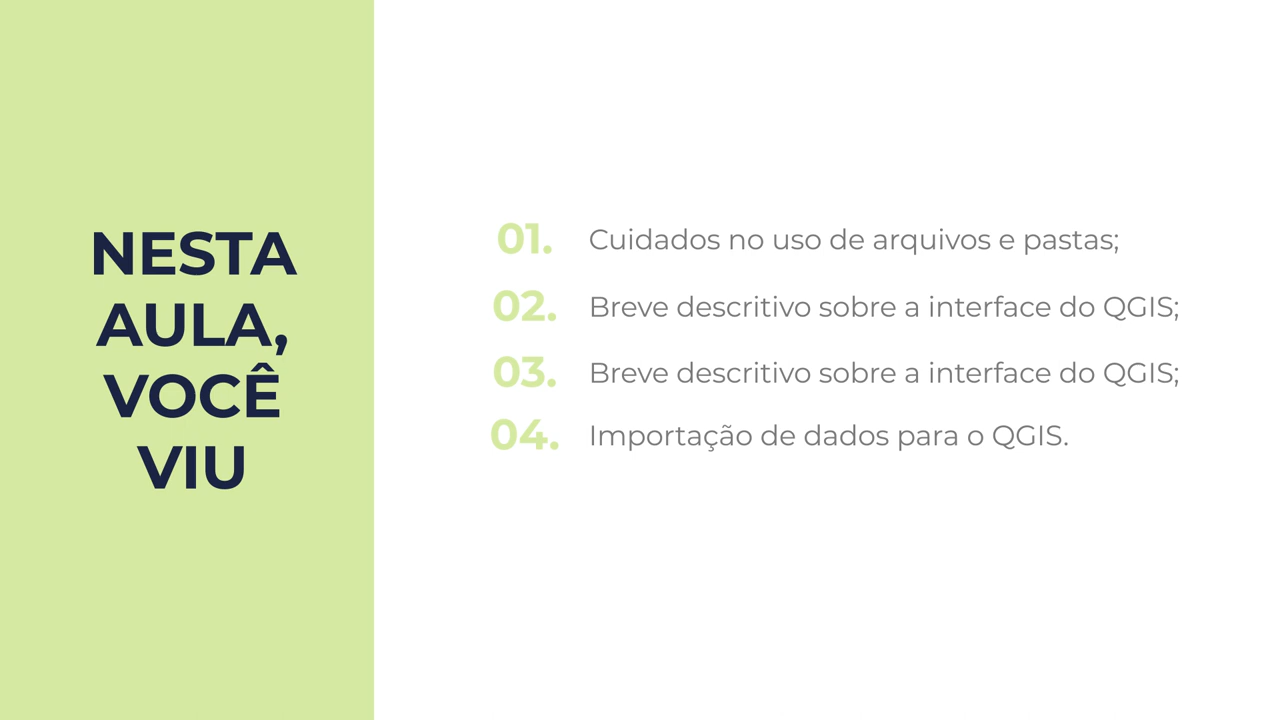 NESTA
AULA,
VOCÊ
VIU
01. Cuidados no uso de arquivos e pastas;
02. Breve descritivo sobre a interface do QGIS;
03. Breve descritivo sobre a interface do QGIS;
04. Importação de dados para o QGIS.